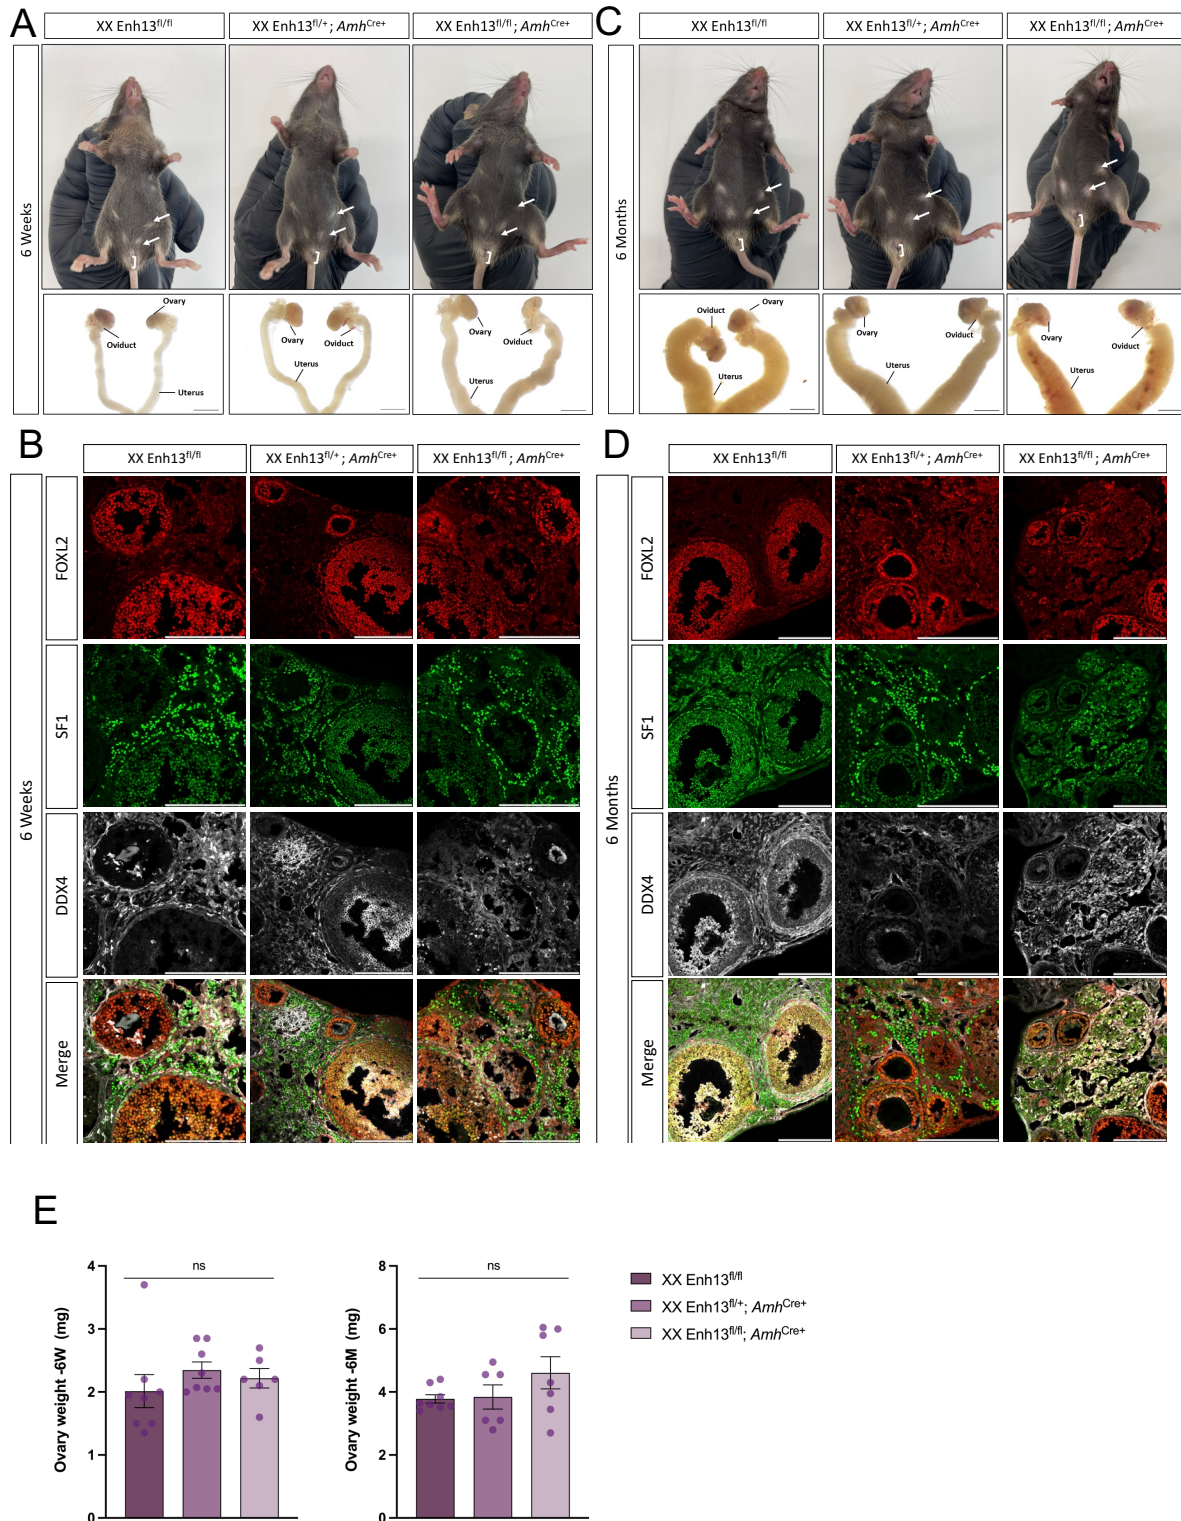 A
XX Enh13fl/fl
XX Enh13fl/+; AmhCre+
XX Enh13fl/fl; AmhCre+
6 Weeks
Ovary
Oviduct
Uterus
Ovary
Oviduct
Uterus
Ovary
Oviduct
Uterus
C
XX Enh13fl/fl
XX Enh13fl/+; AmhCre+
XX Enh13fl/fl; AmhCre+
6 Months
Oviduct
Ovary
Uterus
Ovary
Oviduct
Uterus
Ovary
Oviduct
Uterus
B
XX Enh13fl/fl
XX Enh13fl/+; AmhCre+
XX Enh13fl/fl; AmhCre+
6 Weeks
FOXL2
SF1
DDX4
Merge
D
XX Enh13fl/fl
XX Enh13fl/+; AmhCre+
XX Enh13fl/fl; AmhCre+
6 Months
FOXL2
SF1
DDX4
Merge
E
Ovary weight -6W (mg)
4
3
2
1
0
ns
Ovary weight -6M (mg)
8
6
4
2
0
ns
XX Enh13fl/fl
XX Enh13fl/+; AmhCre+
XX Enh13fl/fl; AmhCre+